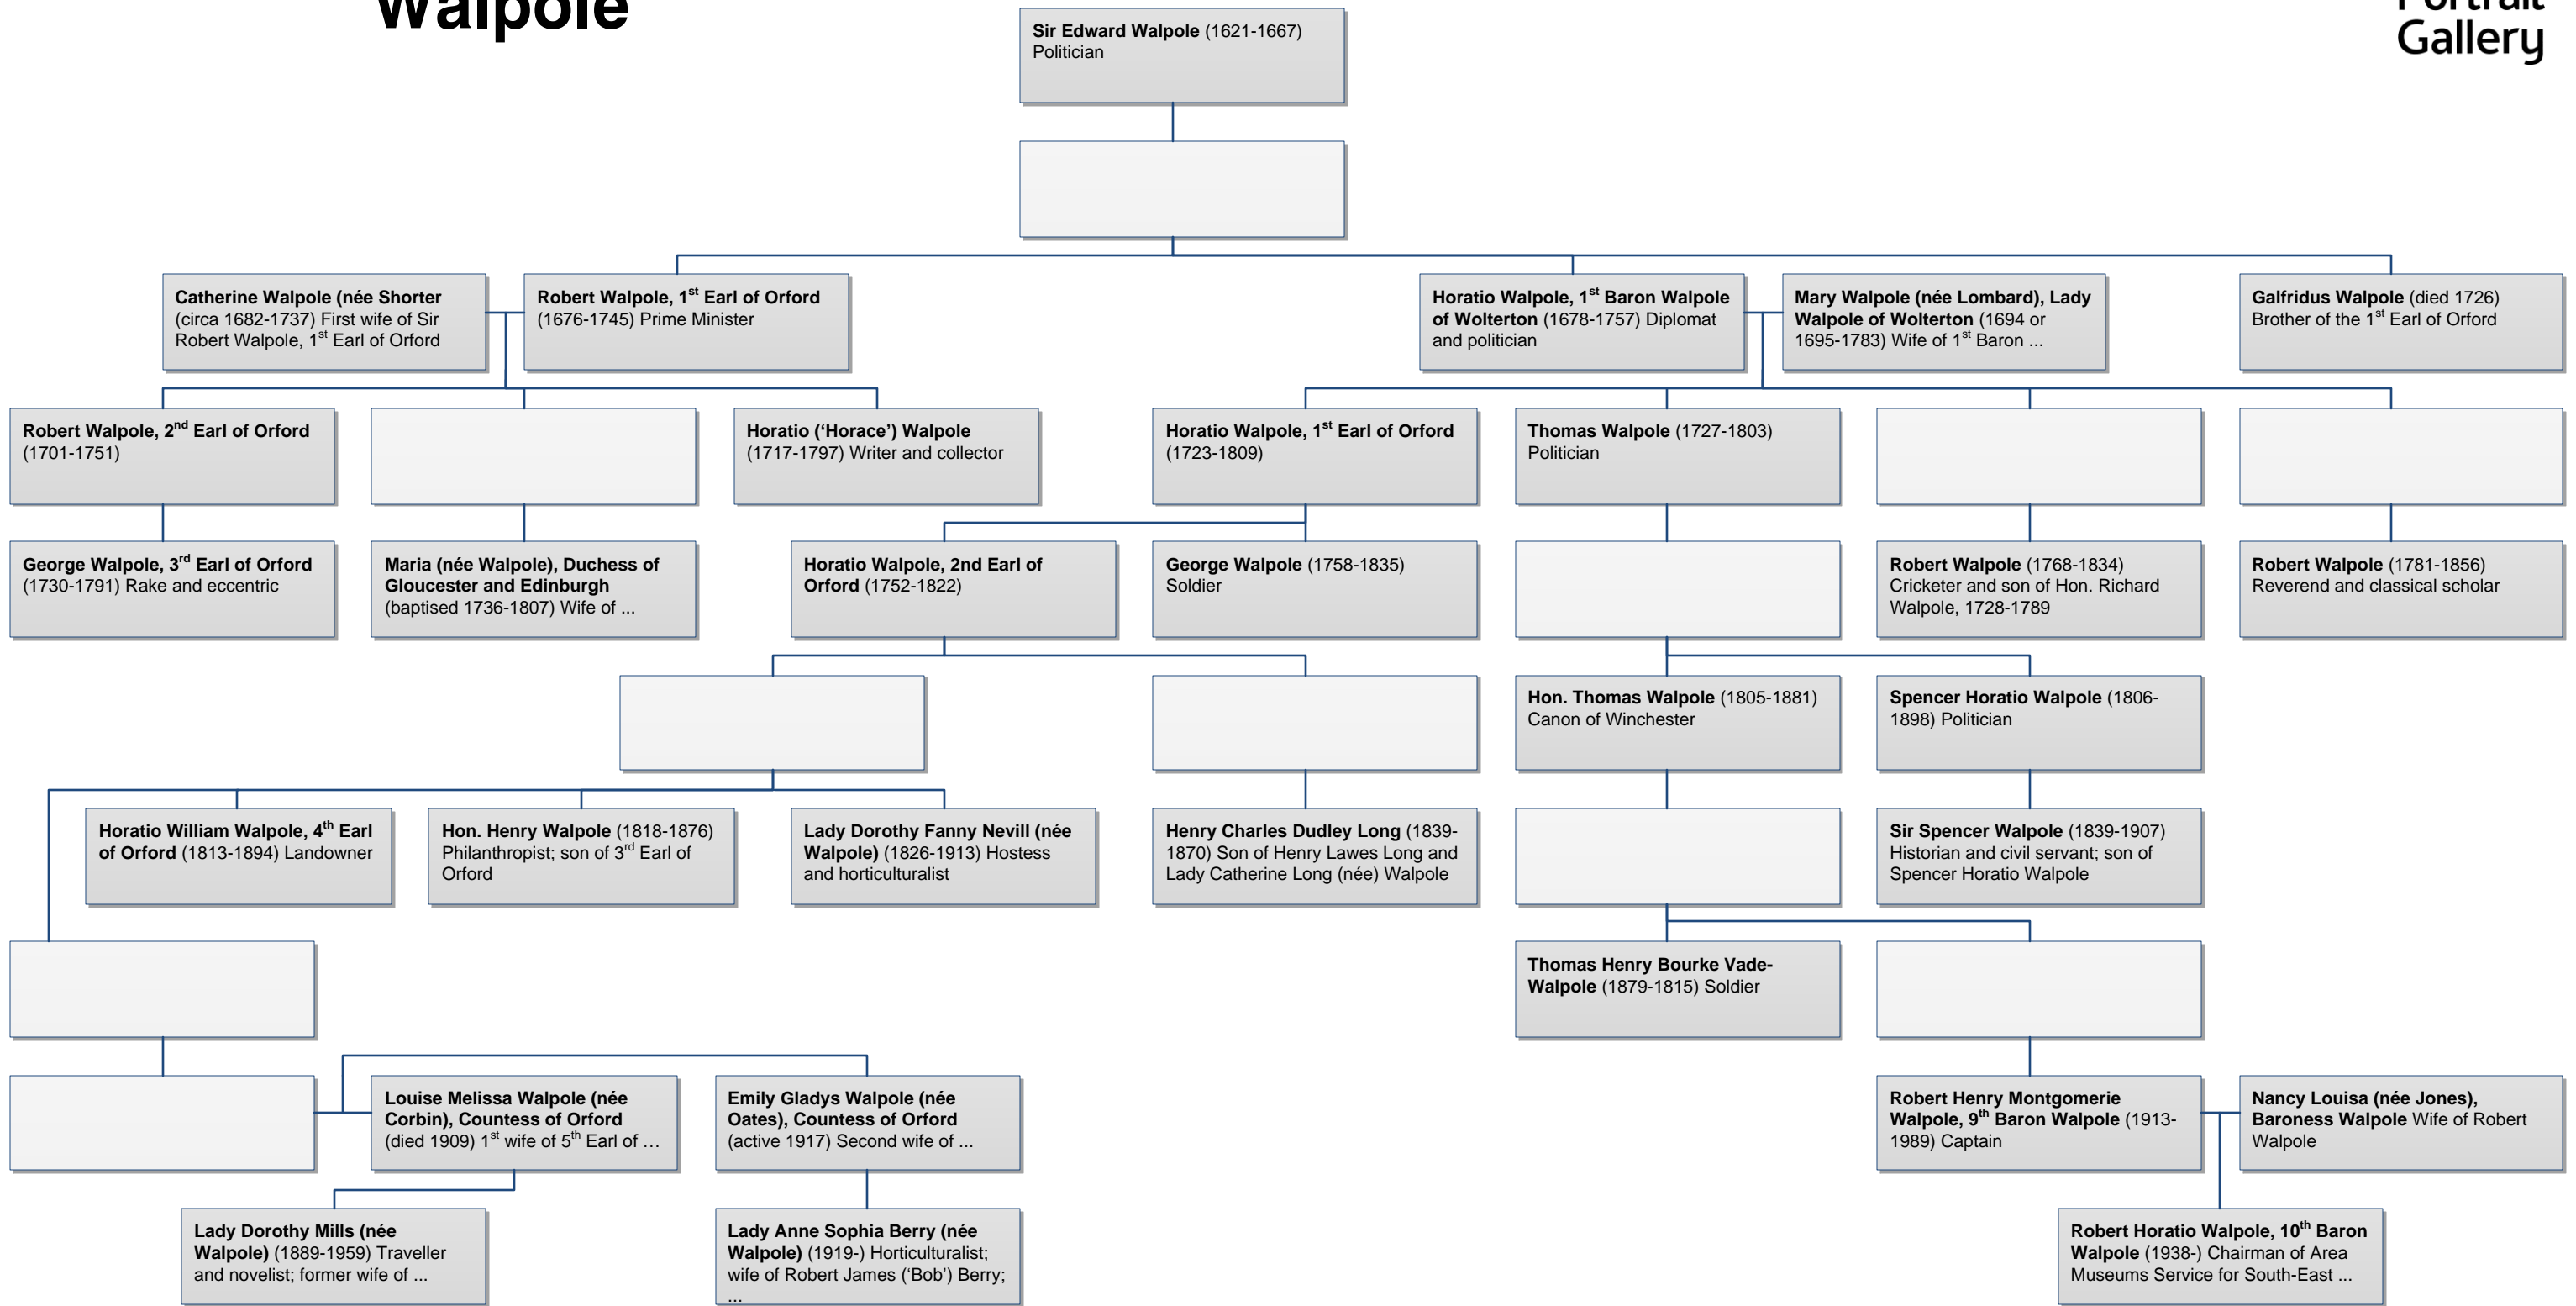 Walpole
Portrait
Gallery
Sir Edward Walpole (1621-1667)
Politician
Catherine Walpole (née Shorter
(circa 1682-1737) First wife of Sir
Robert Walpole, 1st Earl of Orford
Robert Walpole, 1st Earl of Orford
(1676-1745) Prime Minister
Horatio Walpole, 1st Baron Walpole
of Wolterton (1678-1757) Diplomat
and politician
Mary Walpole (née Lombard), Lady
Walpole of Wolterton (1694 or
1695-1783) Wife of 1st Baron ...
Galfridus Walpole (died 1726)
Brother of the 1st Earl of Orford
Robert Walpole, 2nd Earl of Orford
(1701-1751)
Horatio (‘Horace’) Walpole
(1717-1797) Writer and collector
Horatio Walpole, 1st Earl of Orford
(1723-1809)
Thomas Walpole (1727-1803)
Politician
George Walpole, 3rd Earl of Orford
(1730-1791) Rake and eccentric
Maria (née Walpole), Duchess of
Gloucester and Edinburgh
(baptised 1736-1807) Wife of ...
Horatio Walpole, 2nd Earl of
Orford (1752-1822)
George Walpole (1758-1835)
Soldier
Robert Walpole (1768-1834)
Cricketer and son of Hon. Richard
Walpole, 1728-1789
Robert Walpole (1781-1856)
Reverend and classical scholar
Hon. Thomas Walpole (1805-1881)
Canon of Winchester
Spencer Horatio Walpole (1806-
1898) Politician
Horatio William Walpole, 4th Earl
of Orford (1813-1894) Landowner
Hon. Henry Walpole (1818-1876)
Philanthropist; son of 3rd Earl of
Orford
Lady Dorothy Fanny Nevill (née
Walpole) (1826-1913) Hostess
and horticulturalist
Henry Charles Dudley Long (1839-
1870) Son of Henry Lawes Long and
Lady Catherine Long (née) Walpole
Sir Spencer Walpole (1839-1907)
Historian and civil servant; son of
Spencer Horatio Walpole
Thomas Henry Bourke Vade-
Walpole (1879-1815) Soldier
Louise Melissa Walpole (née
Corbin), Countess of Orford
(died 1909) 1st wife of 5th Earl of …
Emily Gladys Walpole (née
Oates), Countess of Orford
(active 1917) Second wife of ...
Robert Henry Montgomerie
Walpole, 9th Baron Walpole (1913-
1989) Captain
Nancy Louisa (née Jones),
Baroness Walpole Wife of Robert
Walpole
Lady Dorothy Mills (née
Walpole) (1889-1959) Traveller
and novelist; former wife of ...
Lady Anne Sophia Berry (née
Walpole) (1919-) Horticulturalist;
wife of Robert James (‘Bob’) Berry;
...
Robert Horatio Walpole, 10th Baron
Walpole (1938-) Chairman of Area
Museums Service for South-East ...